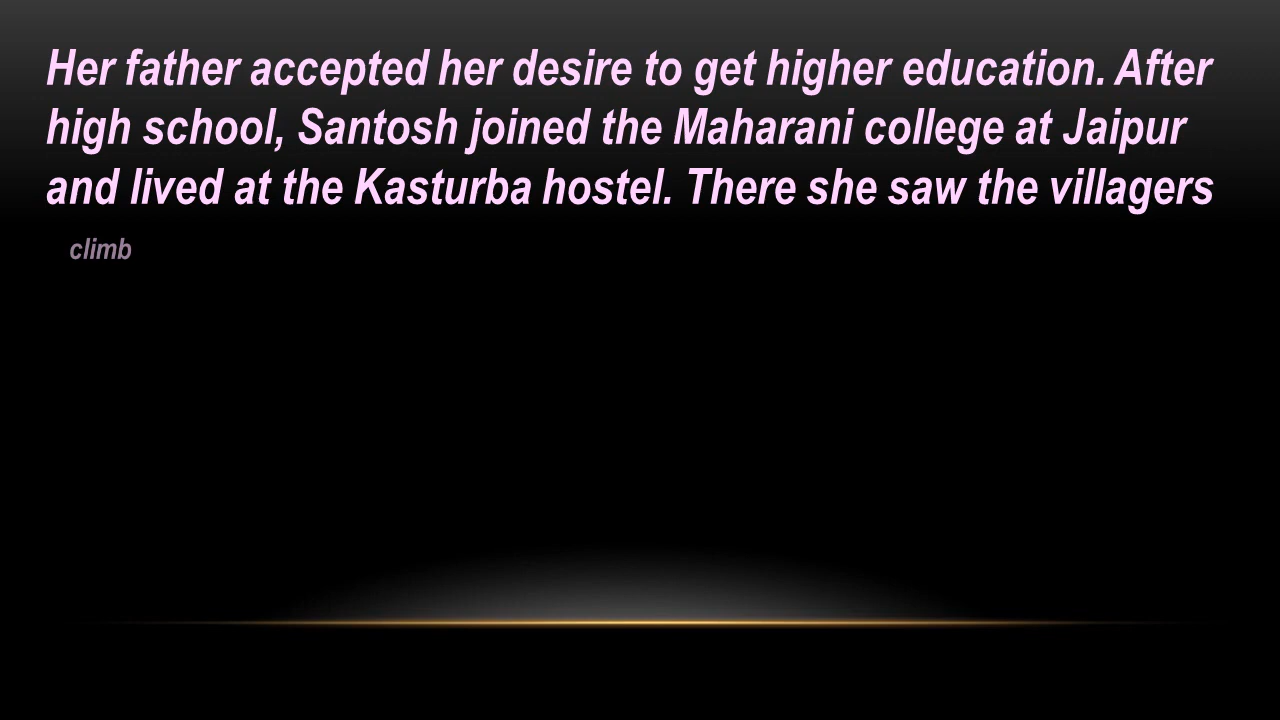 Her father accepted her desire to get higher education. After
high school, Santosh joined the Maharani college at Jaipur
and lived at the Kasturba hostel. There she saw the villagers
climb